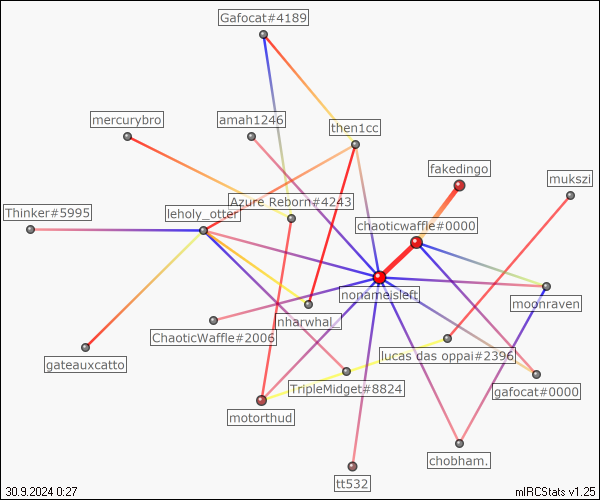 Gafocat#4189
mercurybro
amah1246
then1cc
fakedingo
mukszi
Azure Reborn#4243
Thinker#5995
leholy_otter
chaoticwaffle#0000
nonameisleft
moonraven
nharwhal_
ChaoticWaffle#2006
lucas das oppai#2396
gateauxcatto
TripleMidget#8824
gafocat#0000
motorthud
chobham.
tt532
30.9.2024 0:27
mIRCStats v1.25